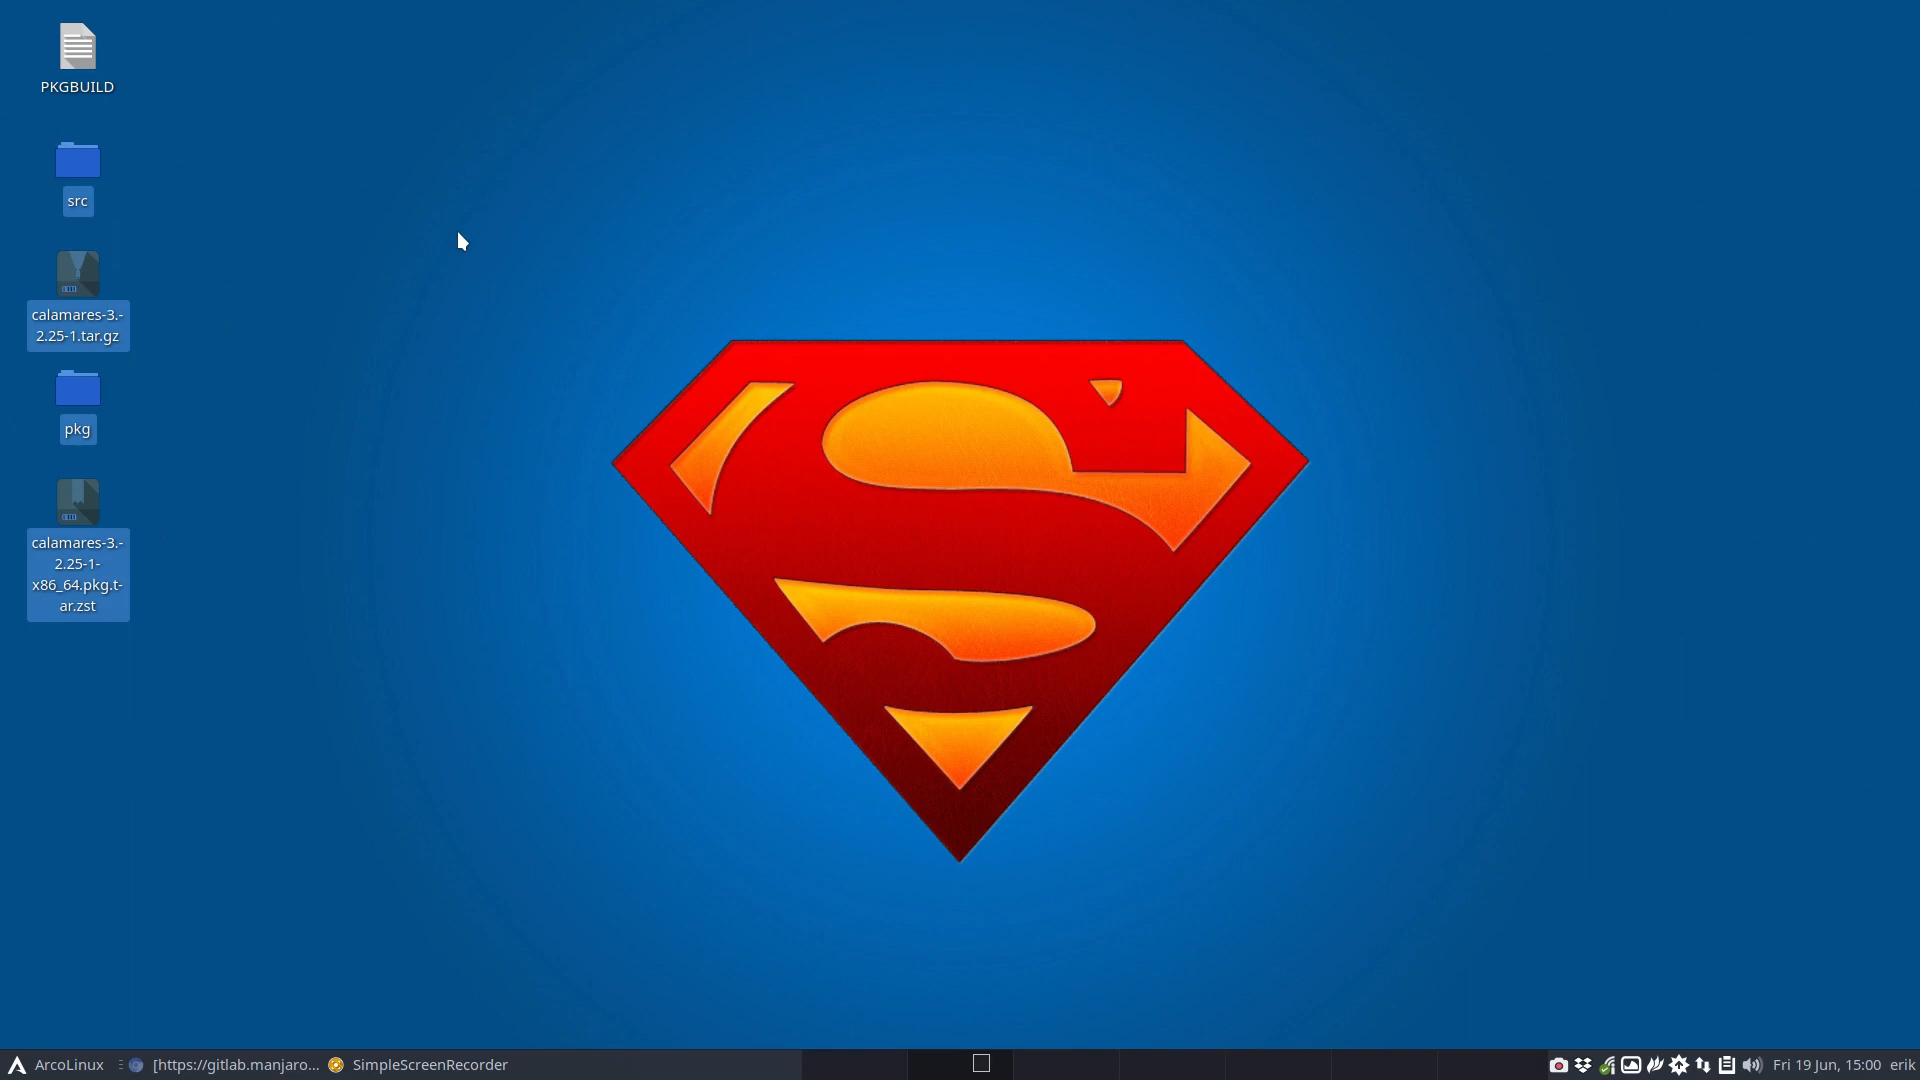 PKGBUILD
src
calamares-3.-
2.25-1.tar.gz
pkg
calamares-3.-
2.25-1-
x86_64.pkg.t-
ar.zst
ArcoLinux
[https://gitlab.manjaro...
SimpleScreenRecorder
Fri 19 Jun, 15:00
erik